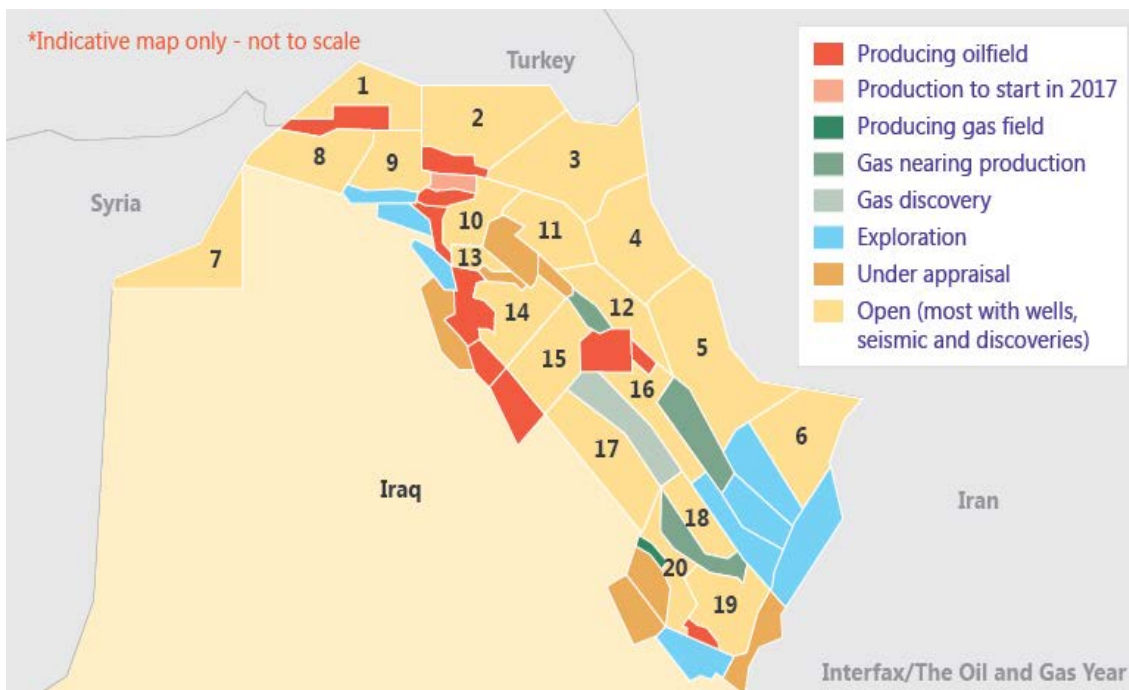 *Indicative map only - not to scale
Turkey
Syria
Iraq
Iran
1
2
3
4
5
6
7
8
9
10
11
12
13
14
15
16
17
18
19
20
Producing oilfield
Production to start in 2017
Producing gas field
Gas nearing production
Gas discovery
Exploration
Under appraisal
Open (most with wells,
seismic and discoveries)
Interfax/The Oil and Gas Year